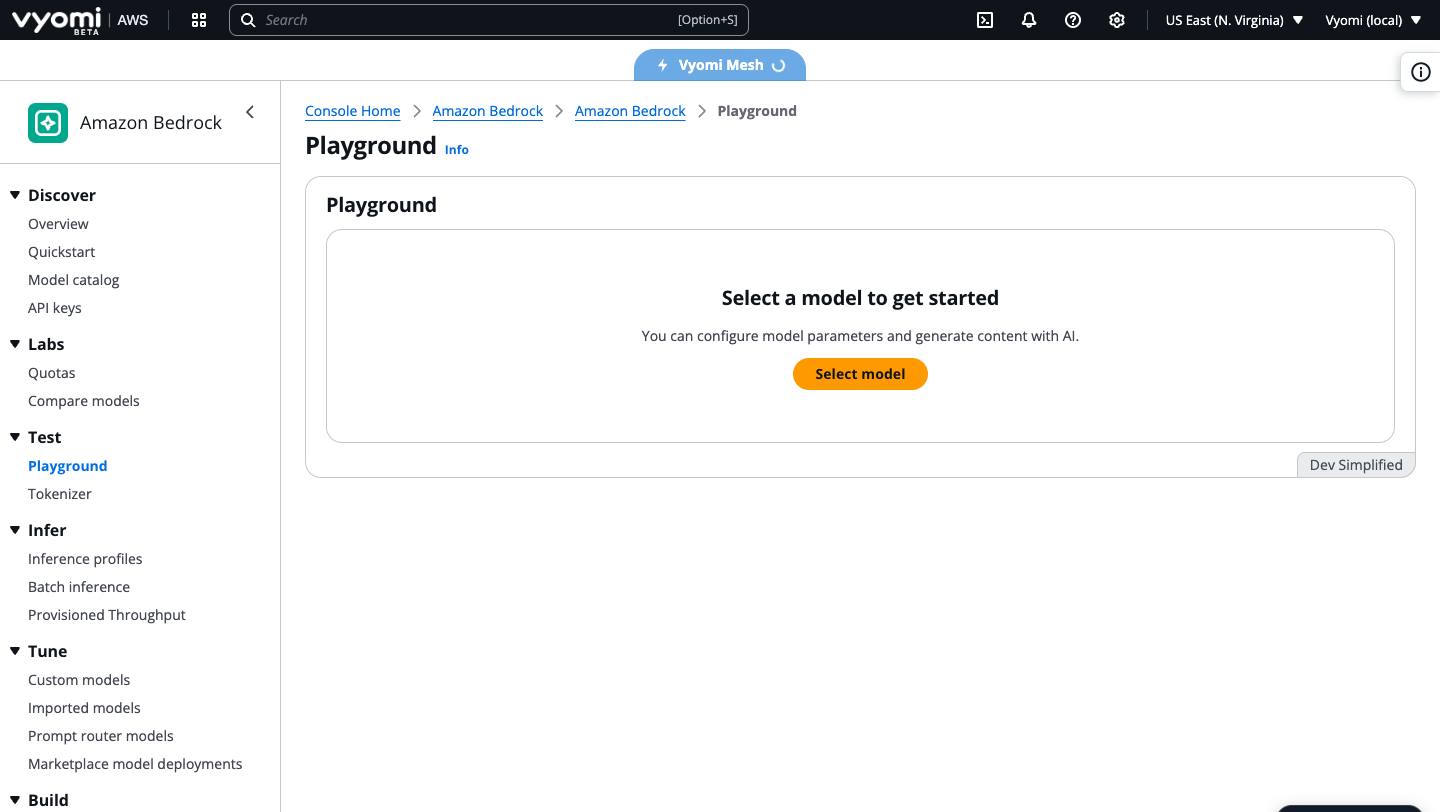 vyomi BETA AWS Search [Option+S] US East (N. Virginia) Vyomi (local)
Vyomi Mesh
Amazon Bedrock
Discover
Overview
Quickstart
Model catalog
API keys
Labs
Quotas
Compare models
Test
Playground
Tokenizer
Infer
Inference profiles
Batch inference
Provisioned Throughput
Tune
Custom models
Imported models
Prompt router models
Marketplace model deployments
Build
Console Home Amazon Bedrock Amazon Bedrock Playground
Playground Info
Playground
Select a model to get started
You can configure model parameters and generate content with AI.
Select model
Dev Simplified